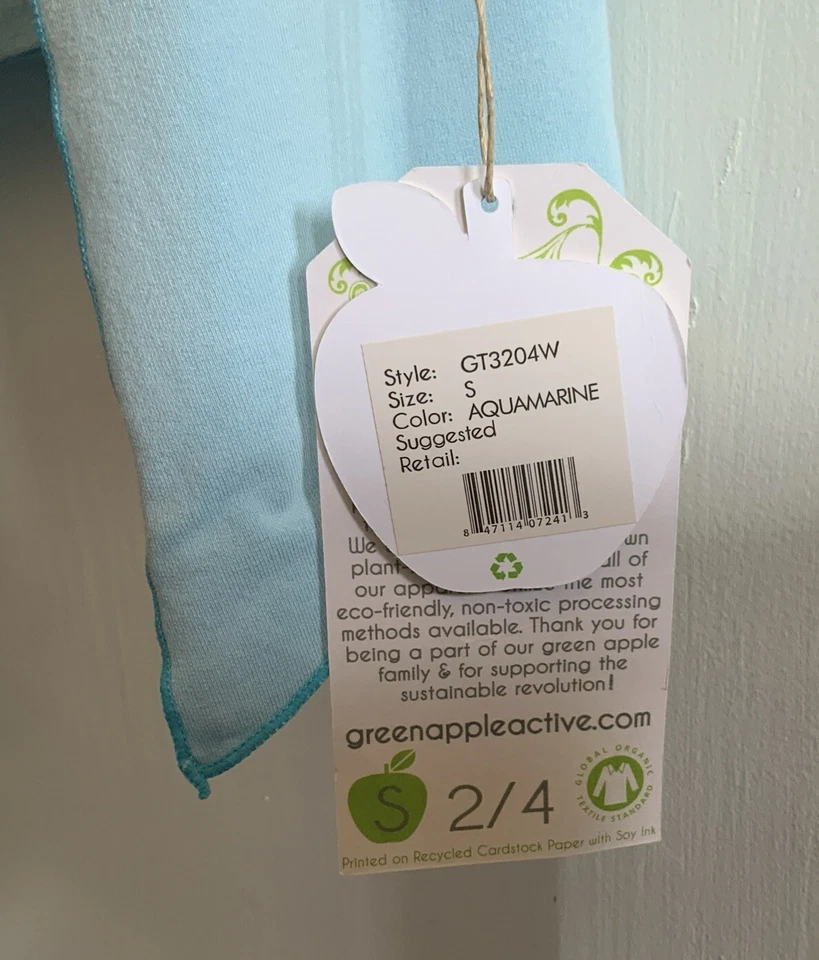 Style: GT3204W
Size: S
Color: AQUAMARINE
Suggested
Retail:
8 47114 07241 3
We wn
plant- all of
our the most
eco-friendly, non-toxic processing
methods available. Thank you for
being a part of our green apple
family & for supporting the
sustainable revolution!
greenappleactive.com
S 2/4
GLOBAL ORGANIC
TEXTILE STANDARD
Printed on Recycled Cardstock Paper with Soy Ink